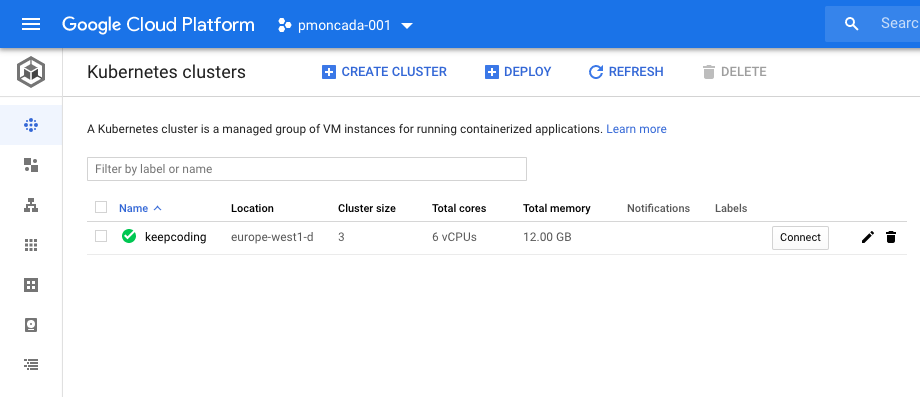 Google Cloud Platform pmoncada-001 Searc
Kubernetes clusters CREATE CLUSTER DEPLOY REFRESH DELETE
A Kubernetes cluster is a managed group of VM instances for running containerized applications. Learn more
Filter by label or name
Name Location Cluster size Total cores Total memory Notifications Labels
keepcoding europe-west1-d 3 6 vCPUs 12.00 GB Connect